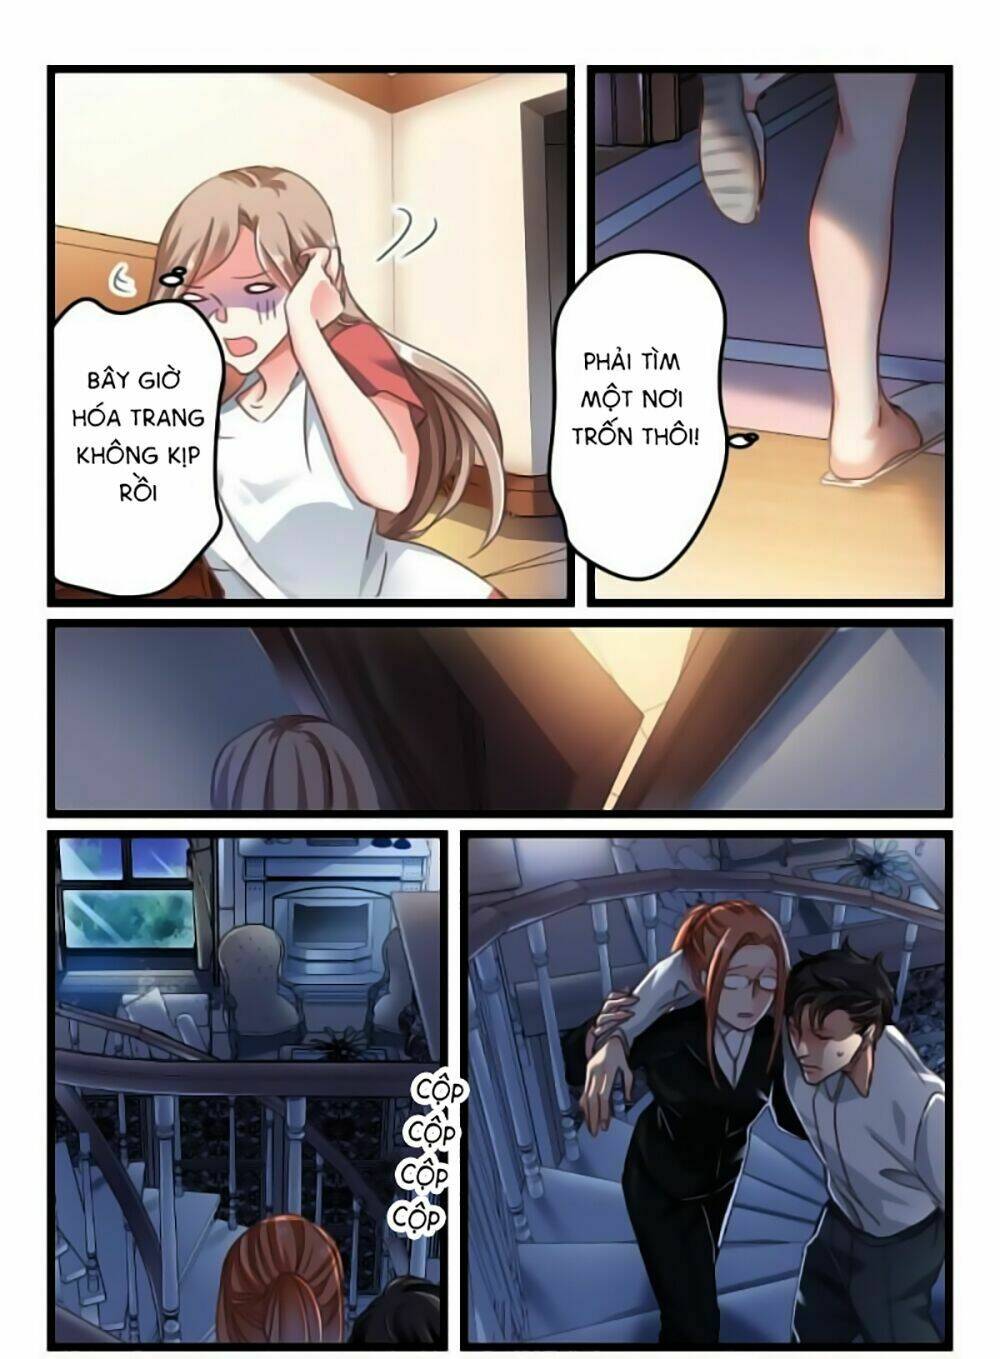 BÂY GIỜ
HÓA TRANG
KHÔNG KỊP
RỒI
PHẢI TÌM
MỘT NƠI
TRỐN THÔI!
CỘP
CỘP
CỘP
CỘP